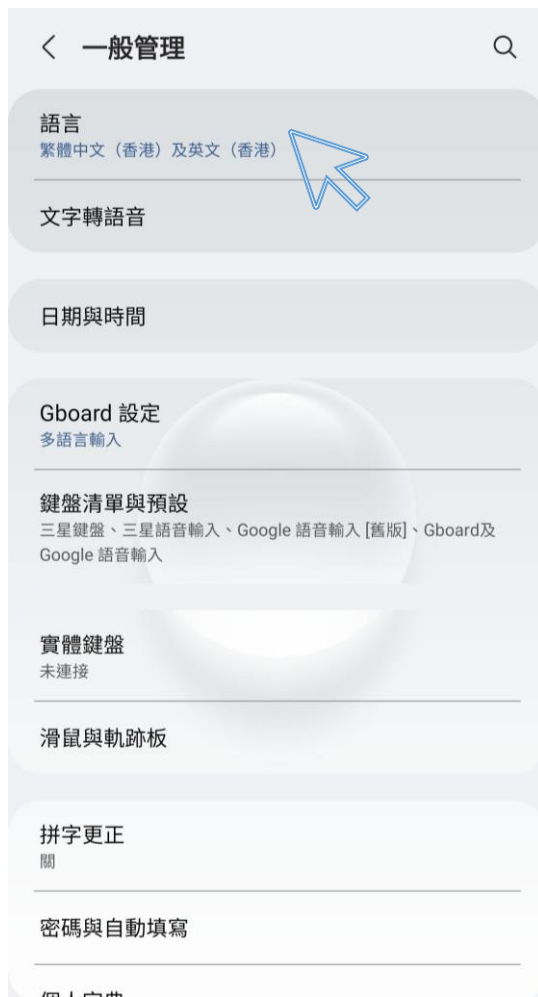 一般管理
語言
繁體中文（香港）及英文（香港）
文字轉語音
日期與時間
Gboard 設定
多語言輸入
鍵盤清單與預設
三星鍵盤、三星語音輸入、Google 語音輸入 [舊版]、Gboard及
Google 語音輸入
實體鍵盤
未連接
滑鼠與軌跡板
拼字更正
關
密碼與自動填寫
個人字典